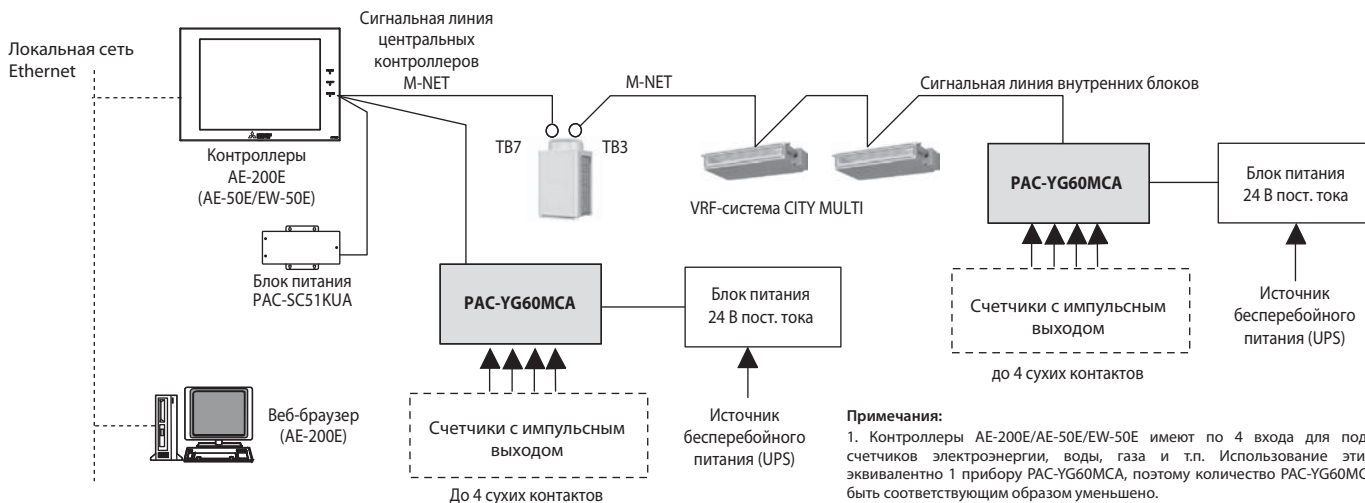 Локальная сеть
Ethernet
Сигнальная линия
центральных
контроллеров
M-NET
M-NET
Сигнальная линия внутренних блоков
Контроллеры
AE-200E
(AE-50E/EW-50E)
TB7
TB3
VRF-система CITY MULTI
PAC-YG60MCA
Блок питания
24 В пост. тока
Блок питания
PAC-SC51KUA
PAC-YG60MCA
Блок питания
24 В пост. тока
Счетчики с импульсным
выходом
до 4 сухих контактов
Источник
бесперебойного
питания (UPS)
Веб-браузер
(AE-200E)
Счетчики с импульсным
выходом
До 4 сухих контактов
Источник
бесперебойного
питания (UPS)
Примечания:
1. Контроллеры AE-200E/AE-50E/EW-50E имеют по 4 входа для под
счетчиков электроэнергии, воды, газа и т.п. Использование эти
эквивалентно 1 прибору PAC-YG60MCA, поэтому количество PAC-YG60MC
быть соответствующим образом уменьшено.